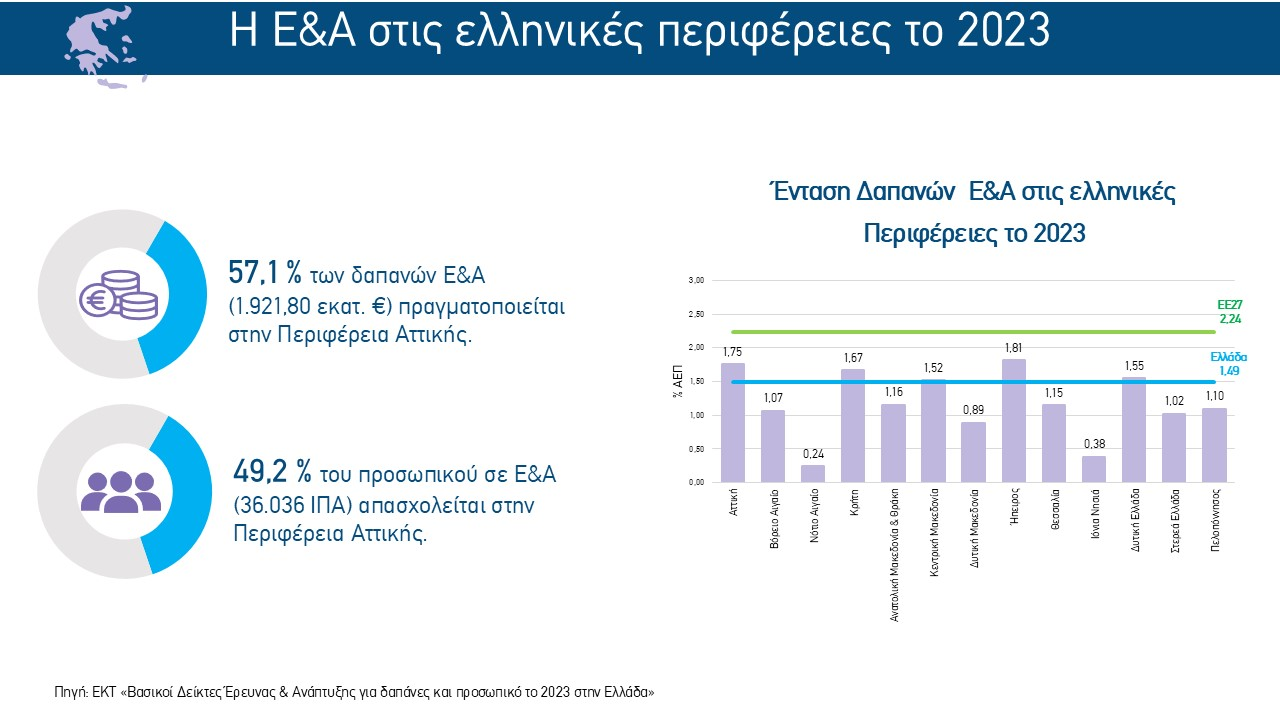 Η Ε&Α στις ελληνικές περιφέρειες το 2023
57,1 % των δαπανών Ε&Α
(1.921,80 εκατ. €) πραγματοποιείται
στην Περιφέρεια Αττικής.
49,2 % του προσωπικού σε Ε&Α
(36.036 ΙΠΑ) απασχολείται στην
Περιφέρεια Αττικής.
Ένταση Δαπανών Ε&Α στις ελληνικές
Περιφέρειες το 2023
% ΑΕΠ
3,00
2,50
2,00
1,50
1,00
0,50
0,00
ΕΕ27
2,24
Ελλάδα
1,49
1,75
1,07
0,24
1,67
1,16
1,52
0,89
1,81
1,15
0,38
1,55
1,02
1,10
Αττική
Βόρειο Αιγαίο
Νότιο Αιγαίο
Κρήτη
Ανατολική Μακεδονία & Θράκη
Κεντρική Μακεδονία
Δυτική Μακεδονία
Ήπειρος
Θεσσαλία
Ιόνια Νησιά
Δυτική Ελλάδα
Στερεά Ελλάδα
Πελοπόννησος
Πηγή: ΕΚΤ «Βασικοί Δείκτες Έρευνας & Ανάπτυξης για δαπάνες και προσωπικό το 2023 στην Ελλάδα»